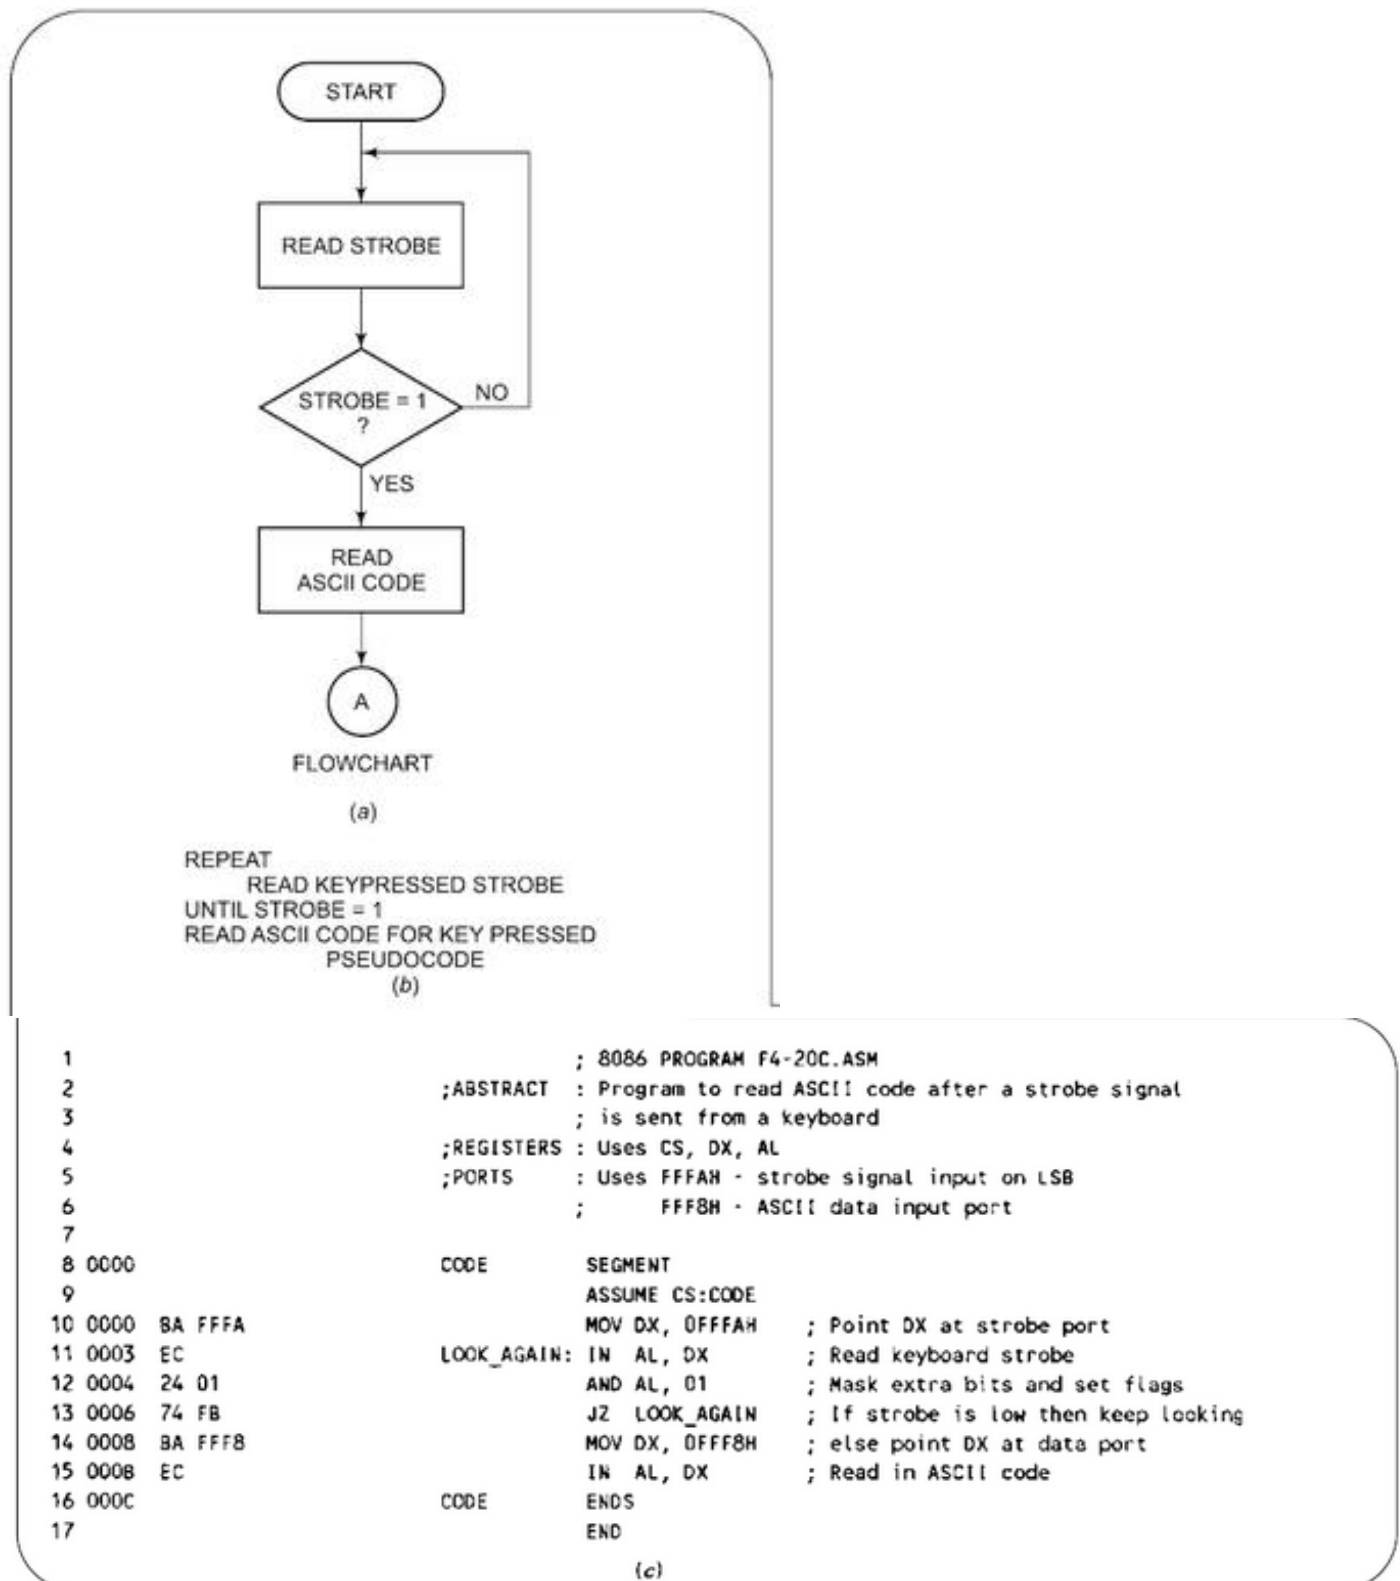 START
READ STROBE
STROBE = 1
?
NO
YES
READ
ASCII CODE
A
FLOWCHART
(a)
REPEAT
READ KEYPRESSED STROBE
UNTIL STROBE = 1
READ ASCII CODE FOR KEY PRESSED
PSEUDOCODE
(b)
1 ; 8086 PROGRAM F4-20C.ASM
2 ;ABSTRACT : Program to read ASCII code after a strobe signal
3 ; is sent from a keyboard
4 ;REGISTERS : Uses CS, DX, AL
5 ;PORTS : Uses FFFAH - strobe signal input on LSB
6 ; FFF8H - ASCII data input port
7
8 0000 CODE SEGMENT
9 ASSUME CS:CODE
10 0000 BA FFFA MOV DX, 0FFFAH ; Point DX at strobe port
11 0003 EC LOOK_AGAIN: IN AL, DX ; Read keyboard strobe
12 0004 24 01 AND AL, 01 ; Mask extra bits and set flags
13 0006 74 FB JZ LOOK_AGAIN ; If strobe is low then keep looking
14 0008 BA FFF8 MOV DX, 0FFF8H ; else point DX at data port
15 000B EC IN AL, DX ; Read in ASCII code
16 000C CODE ENDS
17 END
(c)